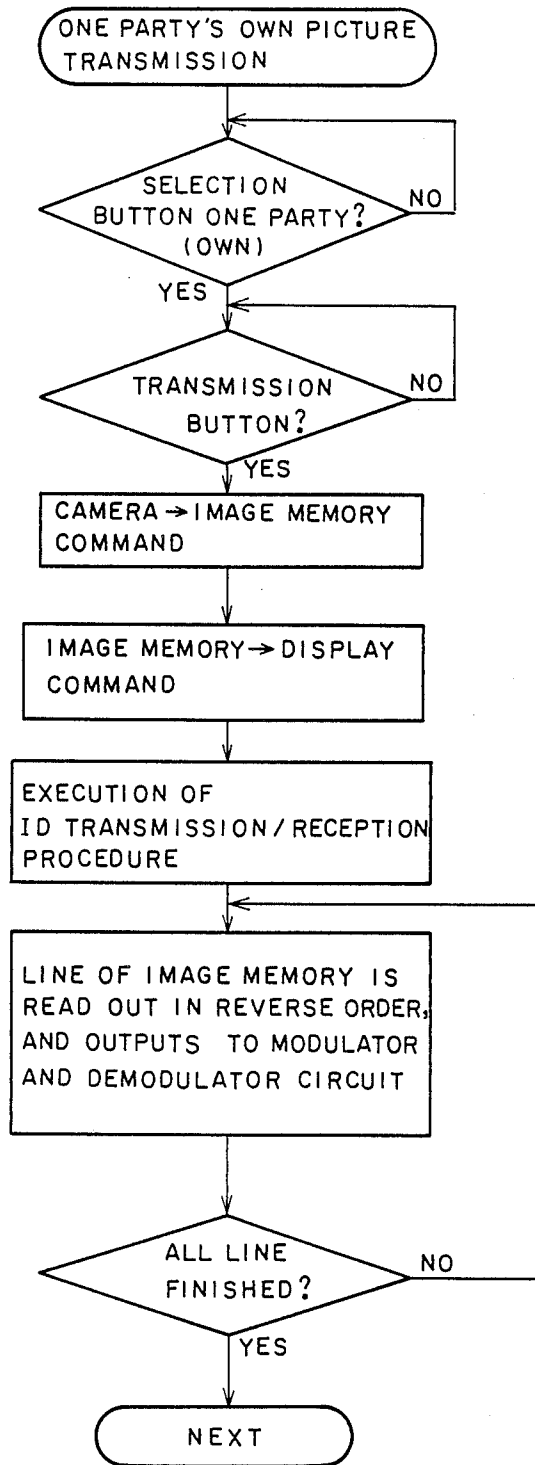 ONE PARTY'S OWN PICTURE
TRANSMISSION
SELECTION
BUTTON ONE PARTY?
(OWN)
NO
YES
TRANSMISSION
BUTTON?
NO
YES
CAMERA → IMAGE MEMORY
COMMAND
IMAGE MEMORY → DISPLAY
COMMAND
EXECUTION OF
ID TRANSMISSION / RECEPTION
PROCEDURE
LINE OF IMAGE MEMORY IS
READ OUT IN REVERSE ORDER,
AND OUTPUTS TO MODULATOR
AND DEMODULATOR CIRCUIT
ALL LINE
FINISHED?
NO
YES
NEXT